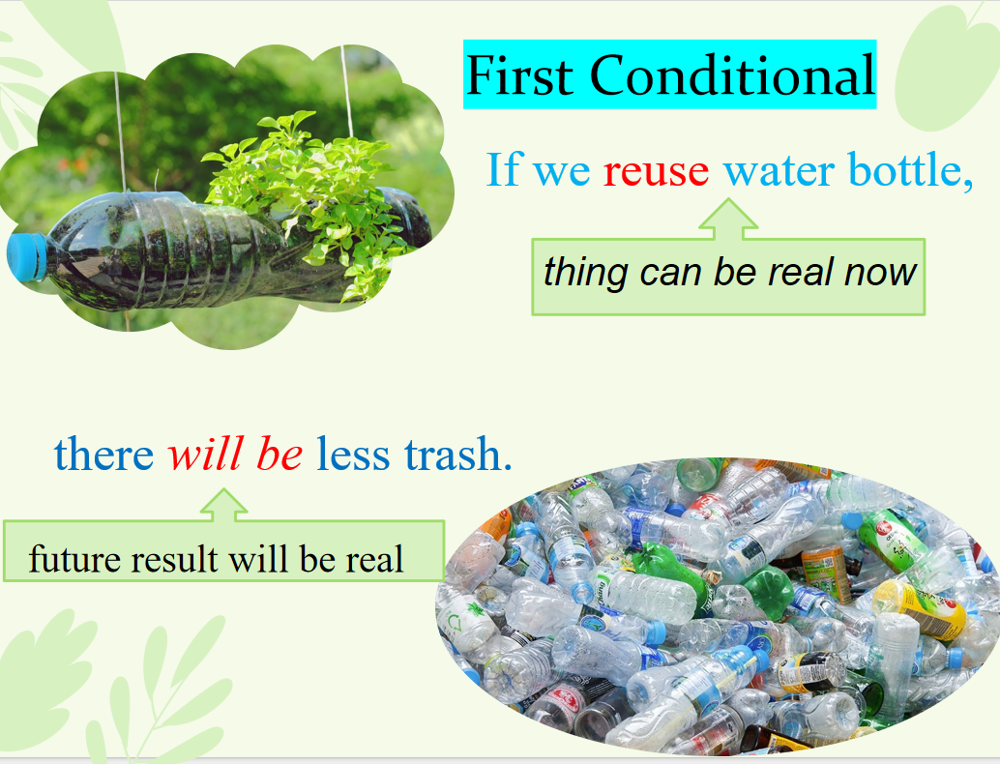 First Conditional
If we reuse water bottle,
thing can be real now
there will be less trash.
future result will be real
Chang